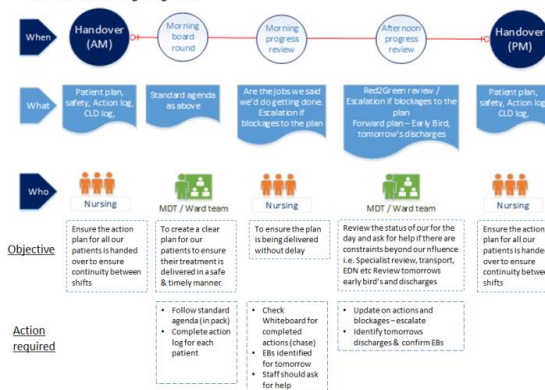 When
Handover
(AM)
Morning
board
round
Morning
progress
review
Afternoon
progress
review
Handover
(PM)
What
Patient plan,
safety, Action log,
CLD log,
Standard agenda
as above
Are the jobs we said
we'd do getting done.
Escalation if
blockages to the plan
Red2Green review /
Escalation if blockages to the
plan
Forward plan – Early Bird,
tomorrow's discharges
Patient plan,
safety, Action log,
CLD log,
Who
Nursing
MDT / Ward team
Nursing
MDT / Ward team
Nursing
Objective
Ensure the action
plan for all our
patients is handed
over to ensure
continuity between
shifts
To create a clear
plan for our
patients to ensure
their treatment is
delivered in a safe
& timely manner
To ensure the plan
is being delivered
without delay
Review the status of our for the
day and ask for help if there are
constraints beyond our nfluence
i.e. Specialist review, transport,
EDN etc Review tomorrows
early bird's and discharges
Ensure the action
plan for all our
patients is handed
over to ensure
continuity between
shifts
Action
required
• Follow standard
agenda (in pack)
• Complete action
log for each
patient
• Check
Whiteboard for
completed
actions (chase)
• EBs identified for
tomorrow
• Staff should ask
for help
• Update on actions and
blockages – escalate
• Identify tomorrows
discharges & confirm EBs